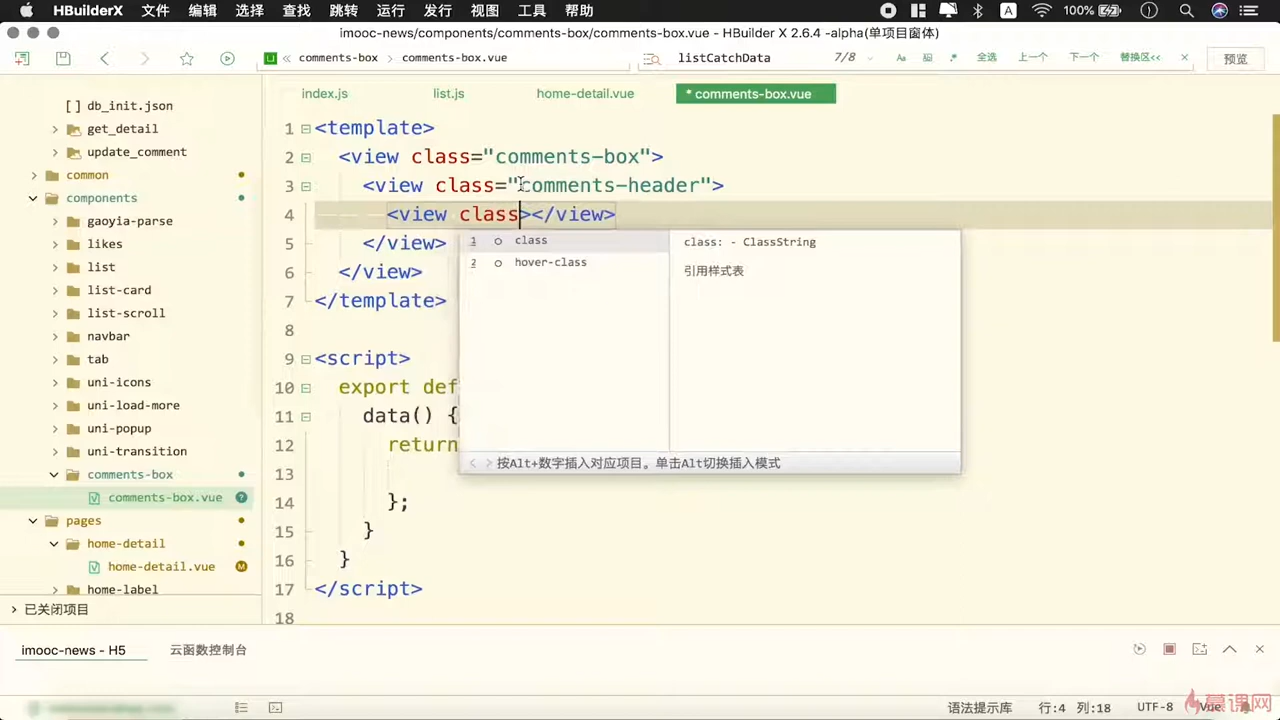 HBuilderX 文件 编辑 选择 查找 跳转 运行 发行 视图 工具 帮助 A 100%
imooc-news/components/comments-box/comments-box.vue - HBuilder X 2.6.4 -alpha(单项目窗体)
comments-box comments-box.vue listCatchData 7/8 Aa 全选 上一个 下一个 替换区<< 预览
index.js list.js home-detail.vue * comments-box.vue
[ ] db_init.json
get_detail
update_comment
common
components
gaoyia-parse
likes
list
list-card
list-scroll
navbar
tab
uni-icons
uni-load-more
uni-popup
uni-transition
comments-box
comments-box.vue ?
pages
home-detail
home-detail.vue M
home-label
已关闭项目
1 <template>
2 <view class="comments-box">
3 <view class="comments-header">
4 <view class></view>
5 </view>
6 </view>
7 </template>
8
9 <script>
10 export def
11 data() {
12 return
13
14 };
15 }
16 }
17 </script>
18
1 class
2 hover-class
class: - ClassString
引用样式表
按Alt+数字插入对应项目。单击Alt切换插入模式
imooc-news - H5 云函数控制台
语法提示库 行:4 列:18 UTF-8 Vue
慕课网